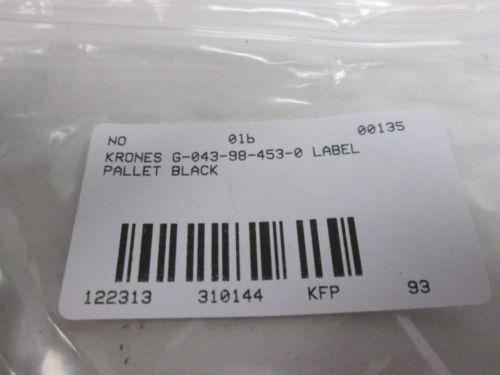 NO 01b 00135
KRONES G-043-98-453-0 LABEL
PALLET BLACK
122313 310144 KFP 93